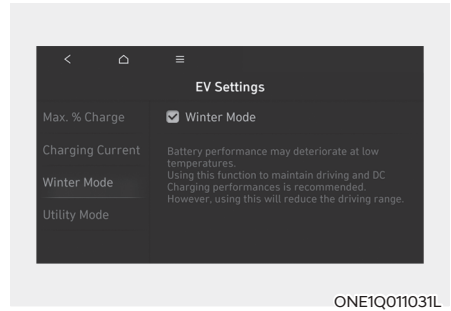 EV Settings
Max. % Charge
Charging Current
Winter Mode
Utility Mode
Winter Mode
Battery performance may deteriorate at low
temperatures.
Using this function to maintain driving and DC
Charging performances is recommended.
However, using this will reduce the driving range.
ONE1Q011031L